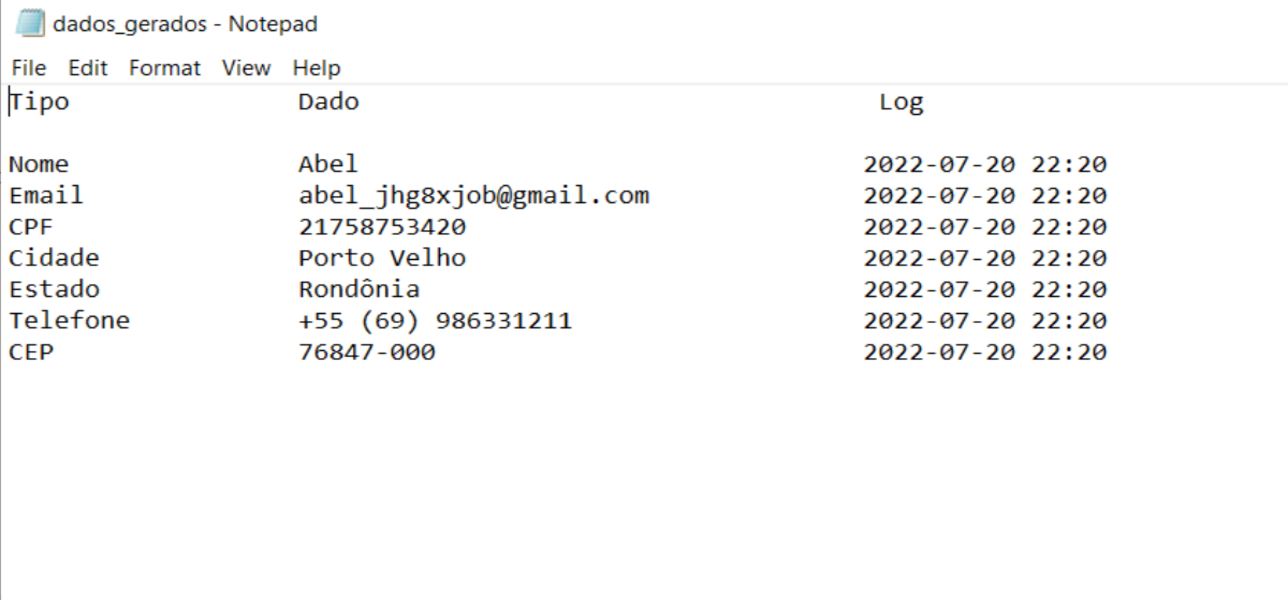 dados_gerados - Notepad
File Edit Format View Help
Tipo Dado Log
Nome Abel 2022-07-20 22:20
Email abel_jhg8xjob@gmail.com 2022-07-20 22:20
CPF 21758753420 2022-07-20 22:20
Cidade Porto Velho 2022-07-20 22:20
Estado Rondônia 2022-07-20 22:20
Telefone +55 (69) 986331211 2022-07-20 22:20
CEP 76847-000 2022-07-20 22:20